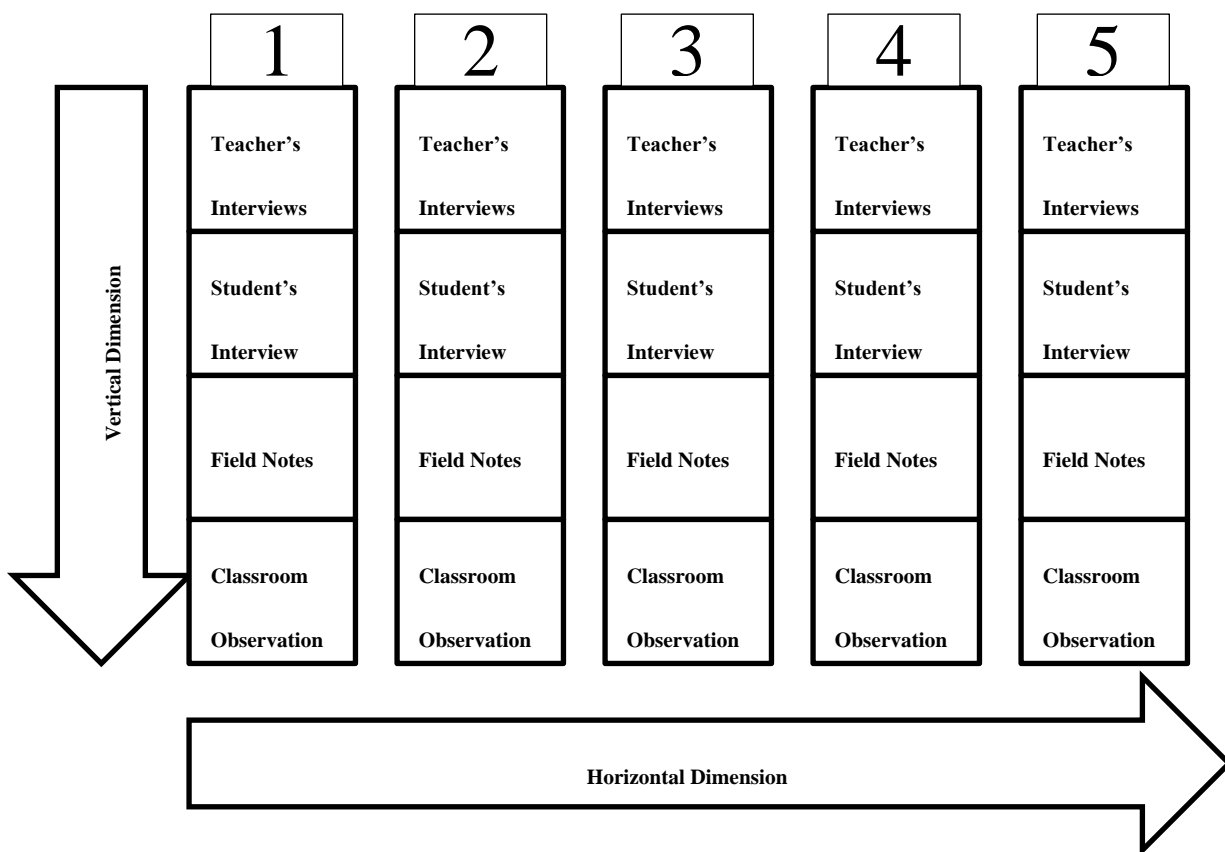 1
2
3
4
5
Teacher’s
Interviews
Teacher’s
Interviews
Teacher’s
Interviews
Teacher’s
Interviews
Teacher’s
Interviews
Student’s
Interview
Student’s
Interview
Student’s
Interview
Student’s
Interview
Student’s
Interview
Field Notes
Field Notes
Field Notes
Field Notes
Field Notes
Classroom
Observation
Classroom
Observation
Classroom
Observation
Classroom
Observation
Classroom
Observation
Vertical Dimension
Horizontal Dimension